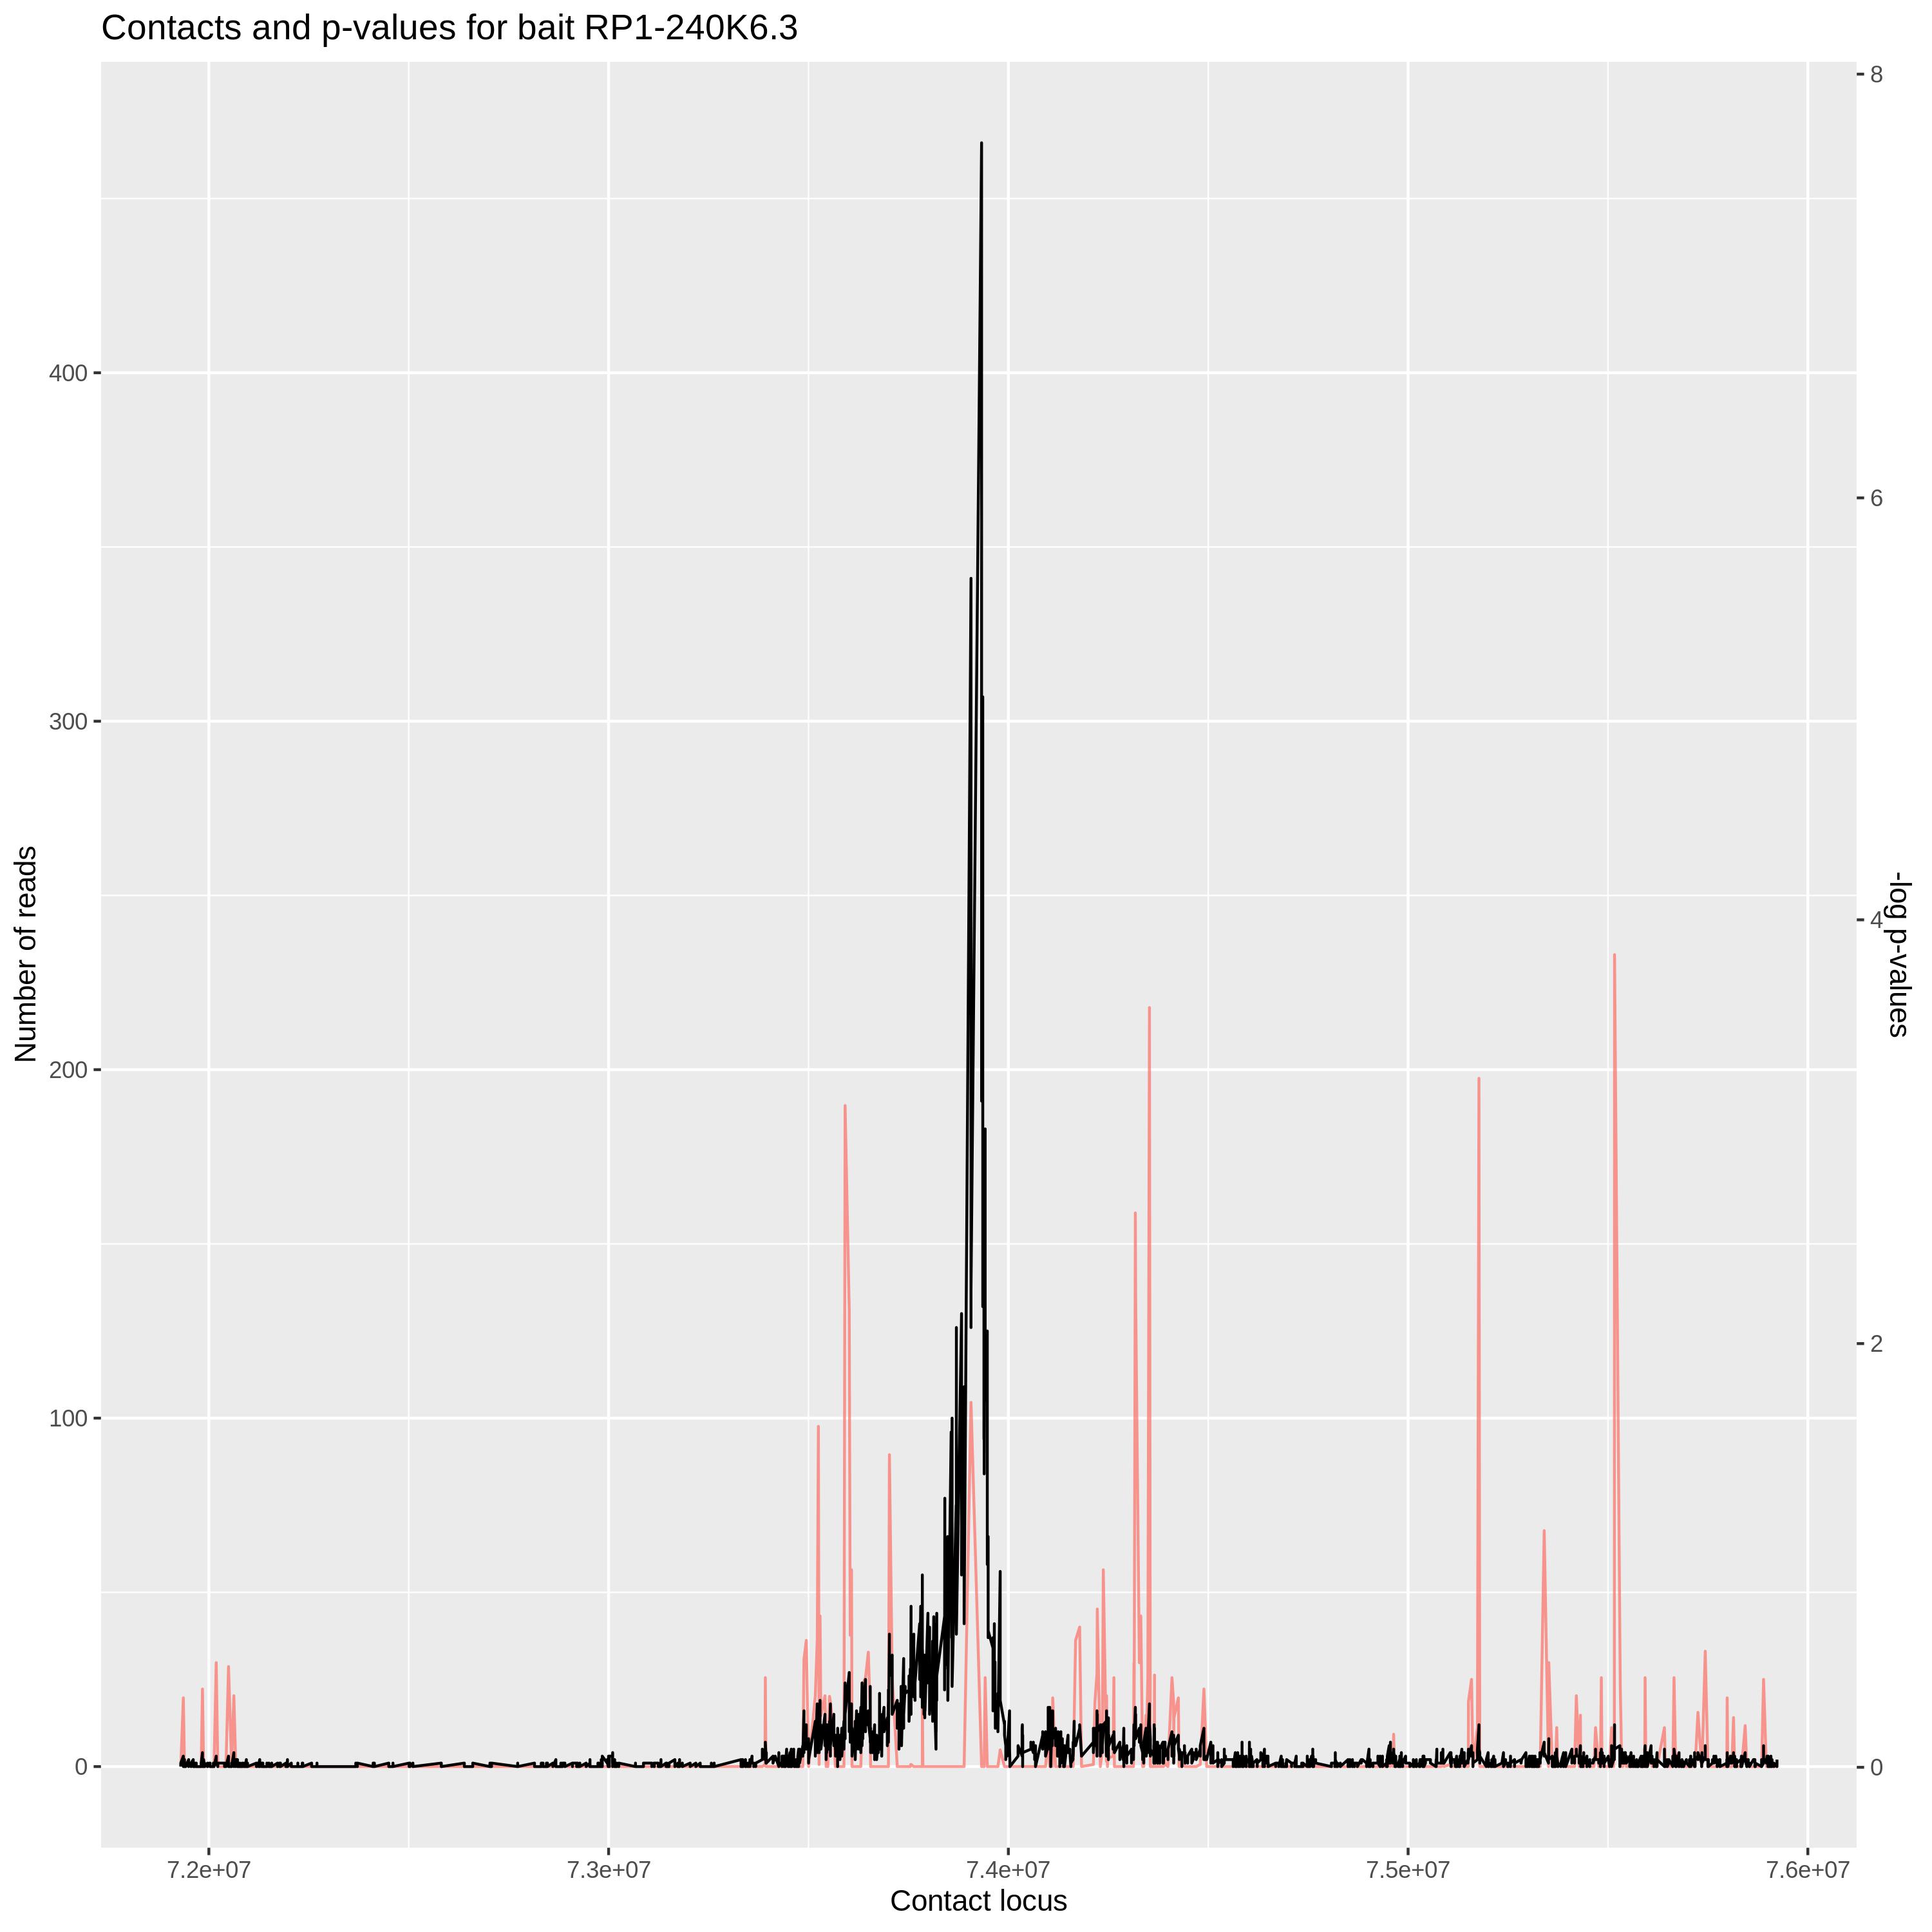 Contacts and p-values for bait RP1-240K6.3
Number of reads
400
300
200
100
0
8
6
4
2
0
-log p-values
7.2e+07
7.3e+07
7.4e+07
7.5e+07
7.6e+07
Contact locus